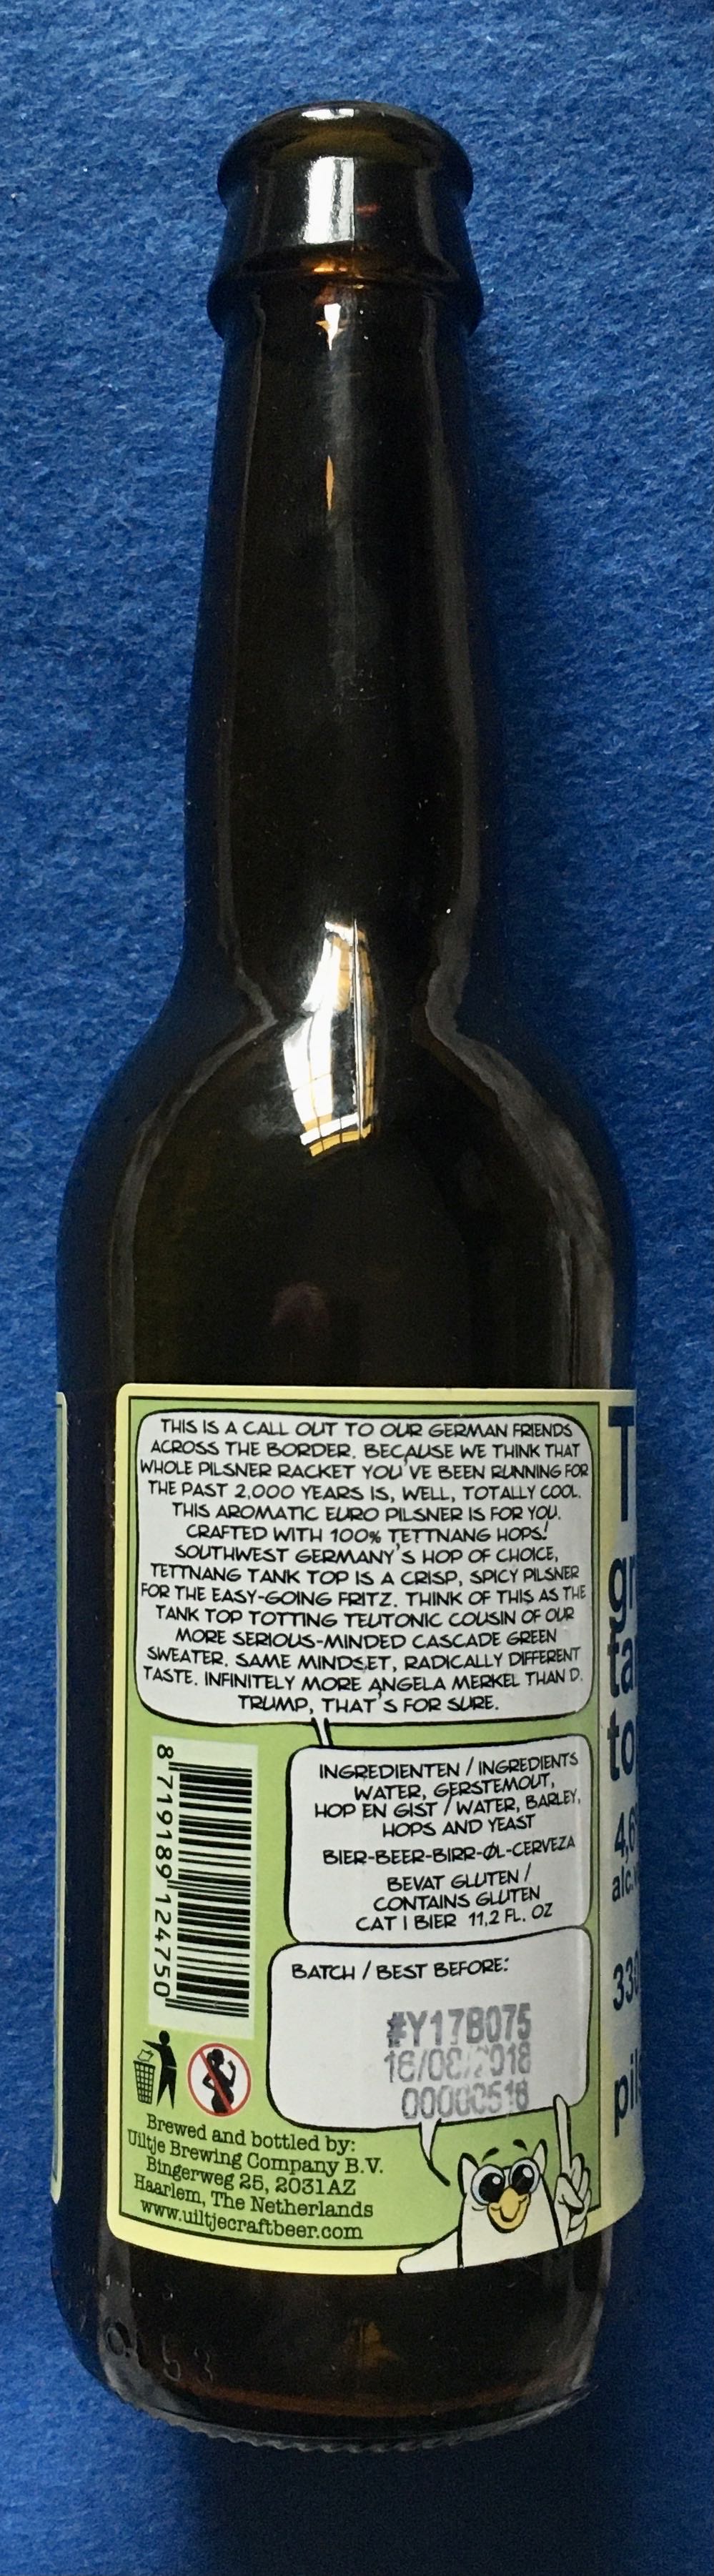 THIS IS A CALL OUT TO OUR GERMAN FRIENDS
ACROSS THE BORDER. BECAUSE WE THINK THAT
WHOLE PILSNER RACKET YOU'VE BEEN RUNNING FOR
THE PAST 2,000 YEARS IS, WELL, TOTALLY COOL.
THIS AROMATIC EURO PILSNER IS FOR YOU.
CRAFTED WITH 100% TETTNANG HOPS!
SOUTHWEST GERMANY'S HOP OF CHOICE,
TETTNANG TANK TOP IS A CRISP, SPICY PILSNER
FOR THE EASY-GOING FRITZ. THINK OF THIS AS THE
TANK TOP TOTTING TEUTONIC COUSIN OF OUR
MORE SERIOUS-MINDED CASCADE GREEN
SWEATER. SAME MINDSET, RADICALLY DIFFERENT
TASTE. INFINITELY MORE ANGELA MERKEL THAN D.
TRUMP, THAT'S FOR SURE.
8 719189 124750
INGREDIENTEN / INGREDIENTS
WATER, GERSTEMOUT,
HOP EN GIST / WATER, BARLEY,
HOPS AND YEAST
BIER-BEER-BIRR-ØL-CERVEZA
BEVAT GLUTEN /
CONTAINS GLUTEN
CAT I BIER 11,2 FL. OZ
BATCH / BEST BEFORE:
#Y17B075
Brewed and bottled by:
Uiltje Brewing Company B.V.
Bingerweg 25, 2031AZ
Haarlem, The Netherlands
www.uiltjecraftbeer.com